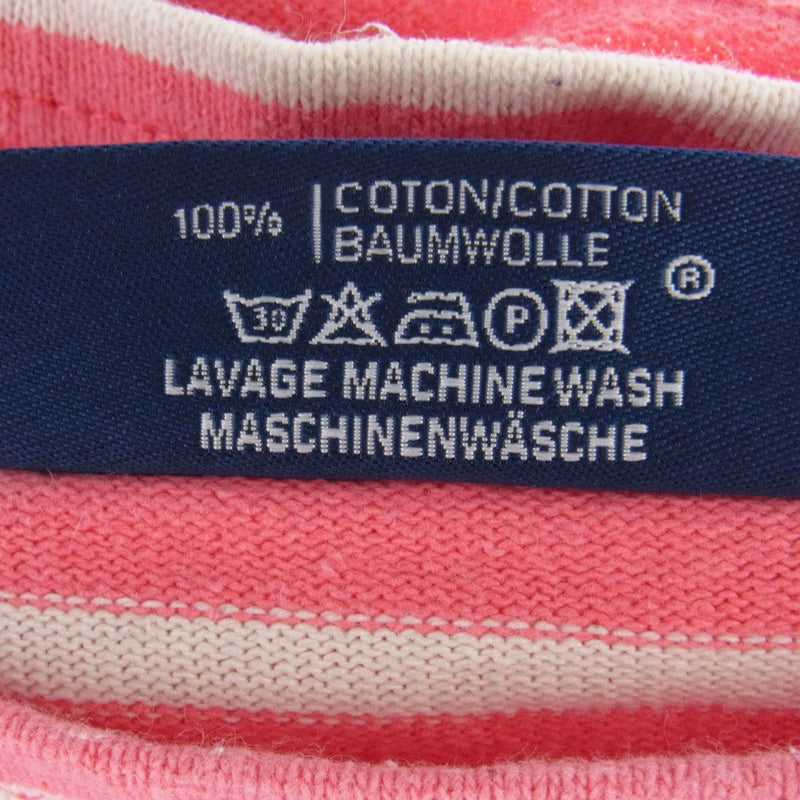 100% COTON/COTTON
BAUMWOLLE
®
30 P
LAVAGE MACHINE WASH
MASCHINENWÄSCHE